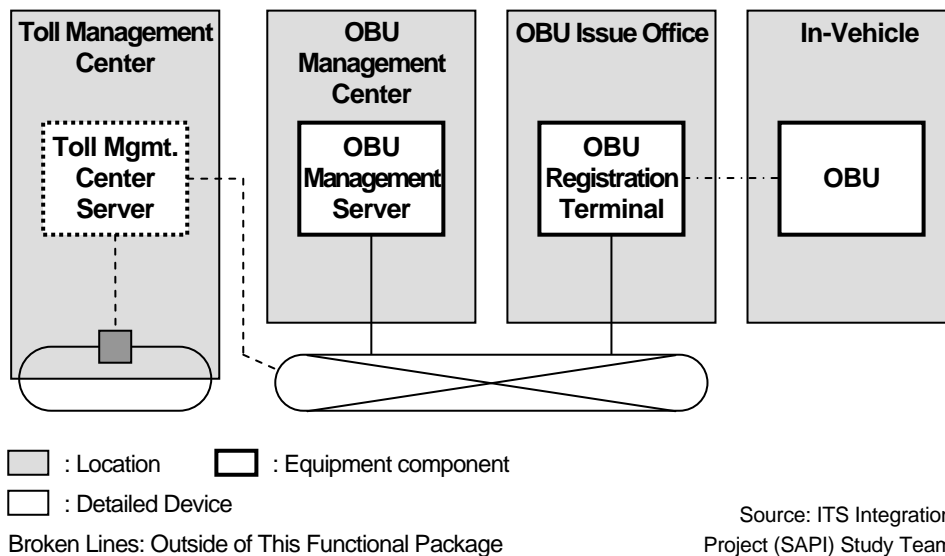 Toll Management
Center
OBU
Management
Center
OBU Issue Office
In-Vehicle
Toll Mgmt.
Center
Server
OBU
Management
Server
OBU
Registration
Terminal
OBU
: Location
: Equipment component
: Detailed Device
Broken Lines: Outside of This Functional Package
Source: ITS Integration
Project (SAPI) Study Team